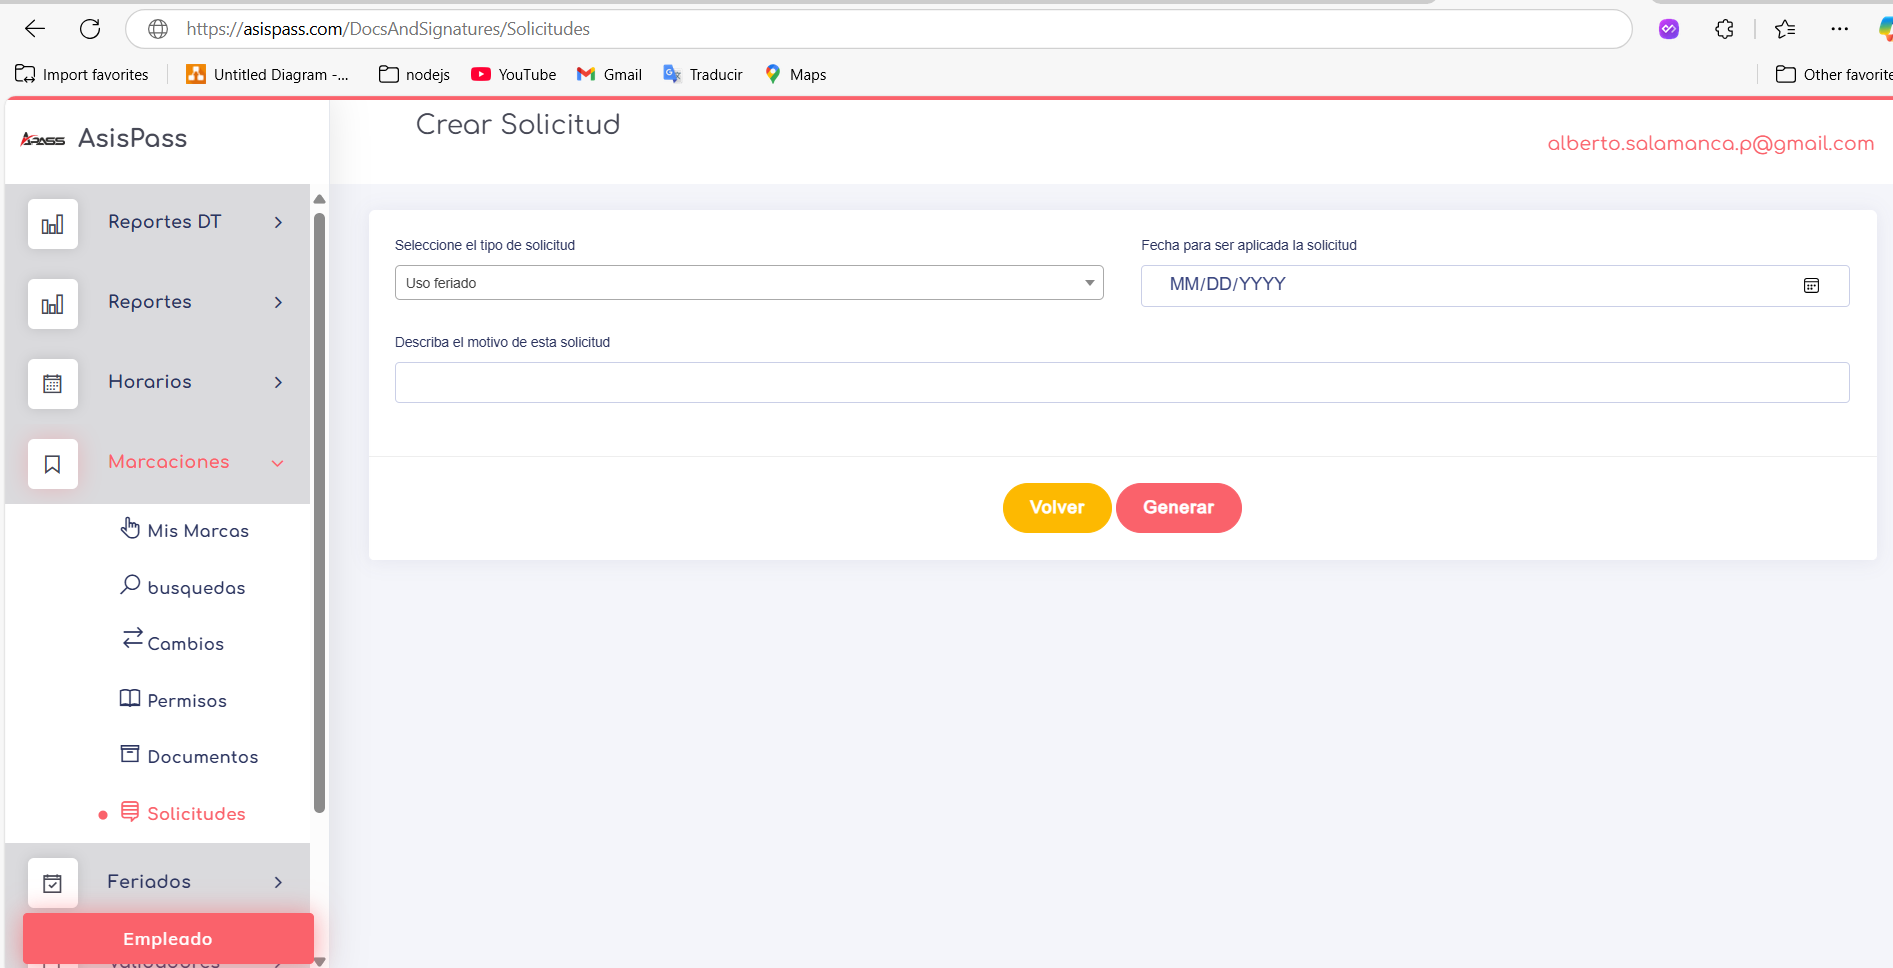 https://asispass.com/DocsAndSignatures/Solicitudes
Import favorites
Untitled Diagram -...
nodejs
YouTube
Gmail
Traducir
Maps
Other favorite
APASS AsisPass
Crear Solicitud
alberto.salamanca.p@gmail.com
Reportes DT
Reportes
Horarios
Marcaciones
Mis Marcas
busquedas
Cambios
Permisos
Documentos
Solicitudes
Feriados
Empleado
Validadores
Seleccione el tipo de solicitud
Uso feriado
Fecha para ser aplicada la solicitud
MM/DD/YYYY
Describa el motivo de esta solicitud
Volver
Generar